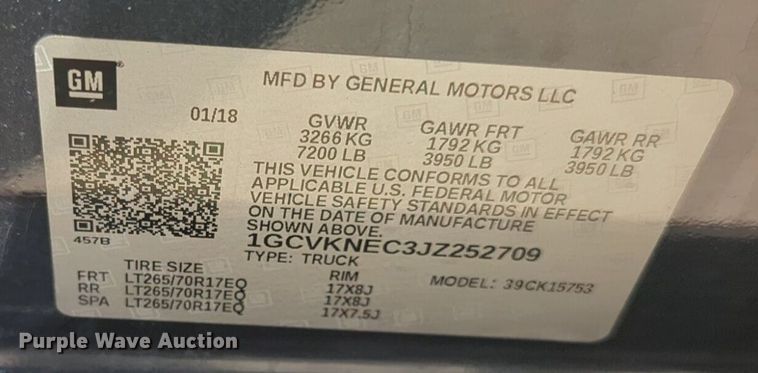 GM
MFD BY GENERAL MOTORS LLC
01/18
GVWR GAWR FRT GAWR RR
3266 KG 1792 KG 1792 KG
7200 LB 3950 LB 3950 LB
THIS VEHICLE CONFORMS TO ALL
APPLICABLE U.S. FEDERAL MOTOR
VEHICLE SAFETY STANDARDS IN EFFECT
ON THE DATE OF MANUFACTURE
SHOWN ABOVE.
457B
1GCVKNEC3JZ252709
TYPE: TRUCK
TIRE SIZE RIM MODEL: 39CK15753
FRT LT265/70R17EQ 17X8J
RR LT265/70R17EQ 17X8J
SPA LT265/70R17EQ 17X7.5J
Purple Wave Auction